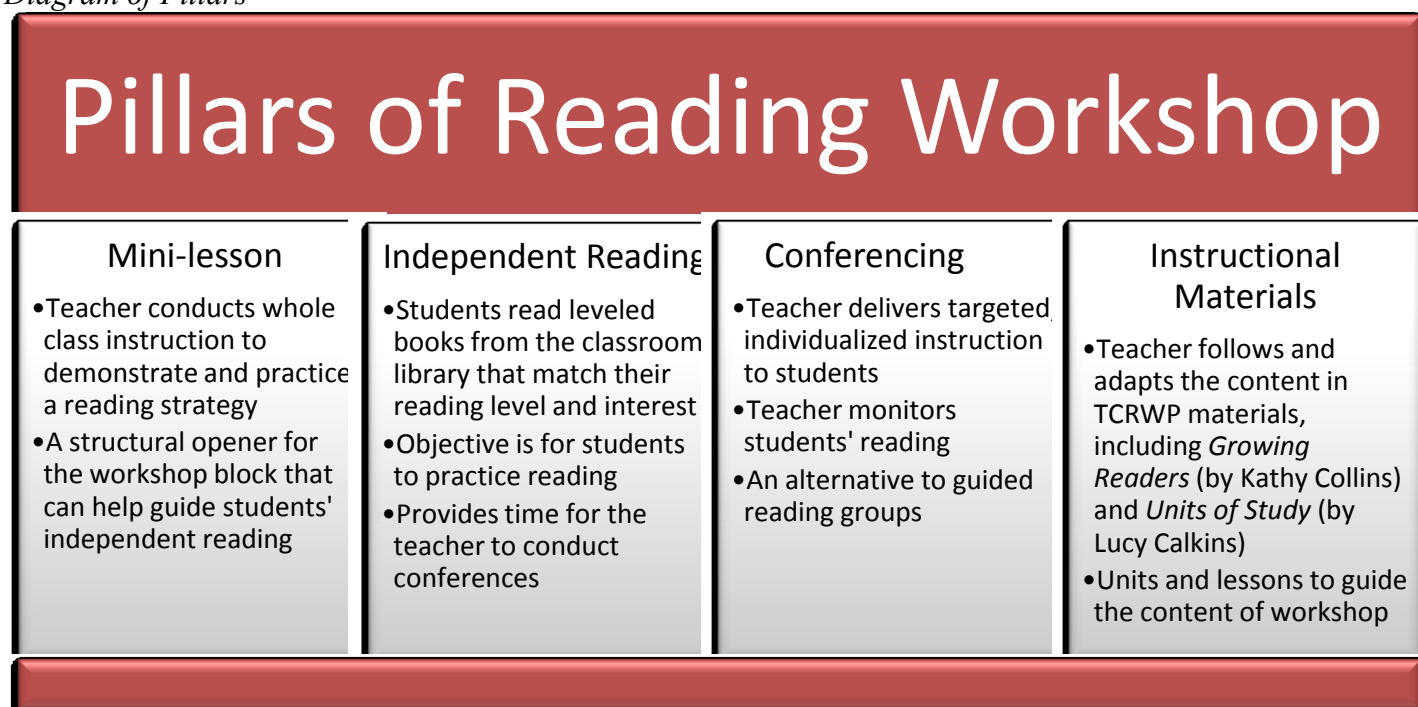 Diagram of Pillars
Pillars of Reading Workshop
Mini-lesson
•Teacher conducts whole
class instruction to
demonstrate and practice
a reading strategy
•A structural opener for
the workshop block that
can help guide students'
independent reading
Independent Reading
•Students read leveled
books from the classroom
library that match their
reading level and interest
•Objective is for students
to practice reading
•Provides time for the
teacher to conduct
conferences
Conferencing
•Teacher delivers targeted,
individualized instruction
to students
•Teacher monitors
students' reading
•An alternative to guided
reading groups
Instructional
Materials
•Teacher follows and
adapts the content in
TCRWP materials,
including Growing
Readers (by Kathy Collins)
and Units of Study (by
Lucy Calkins)
•Units and lessons to guide
the content of workshop